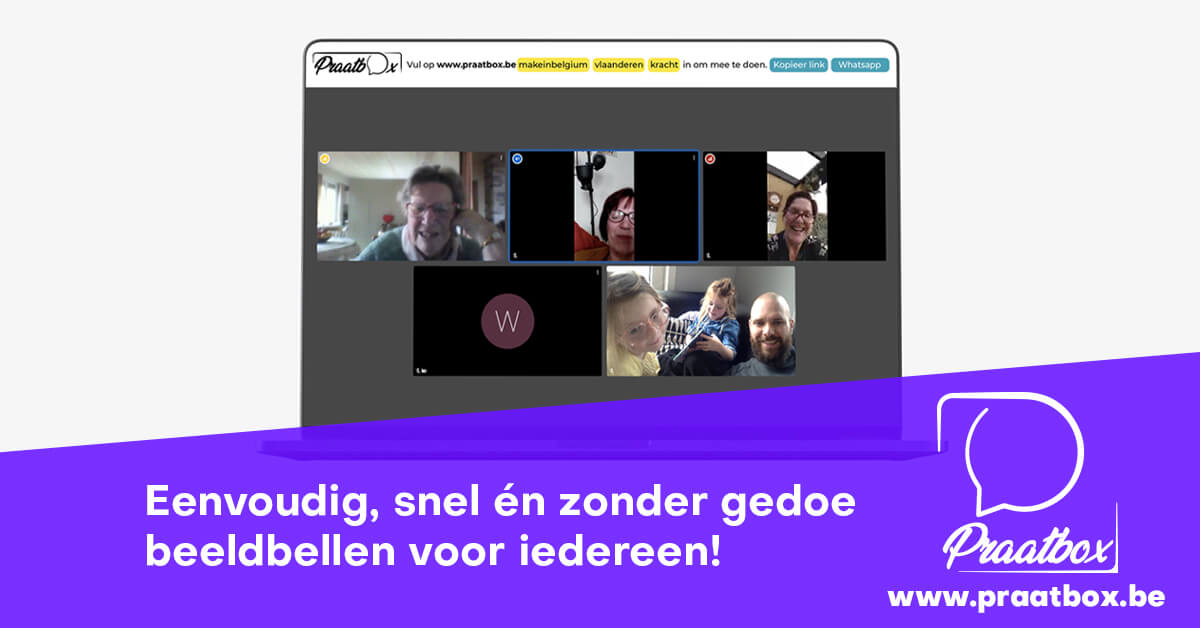 Praatbox Vul op www.praatbox.be makeinbelgium vlaanderen kracht in om mee te doen. Kopieer link Whatsapp
W
Eenvoudig, snel én zonder gedoe
beeldbellen voor iedereen!
Praatbox
www.praatbox.be